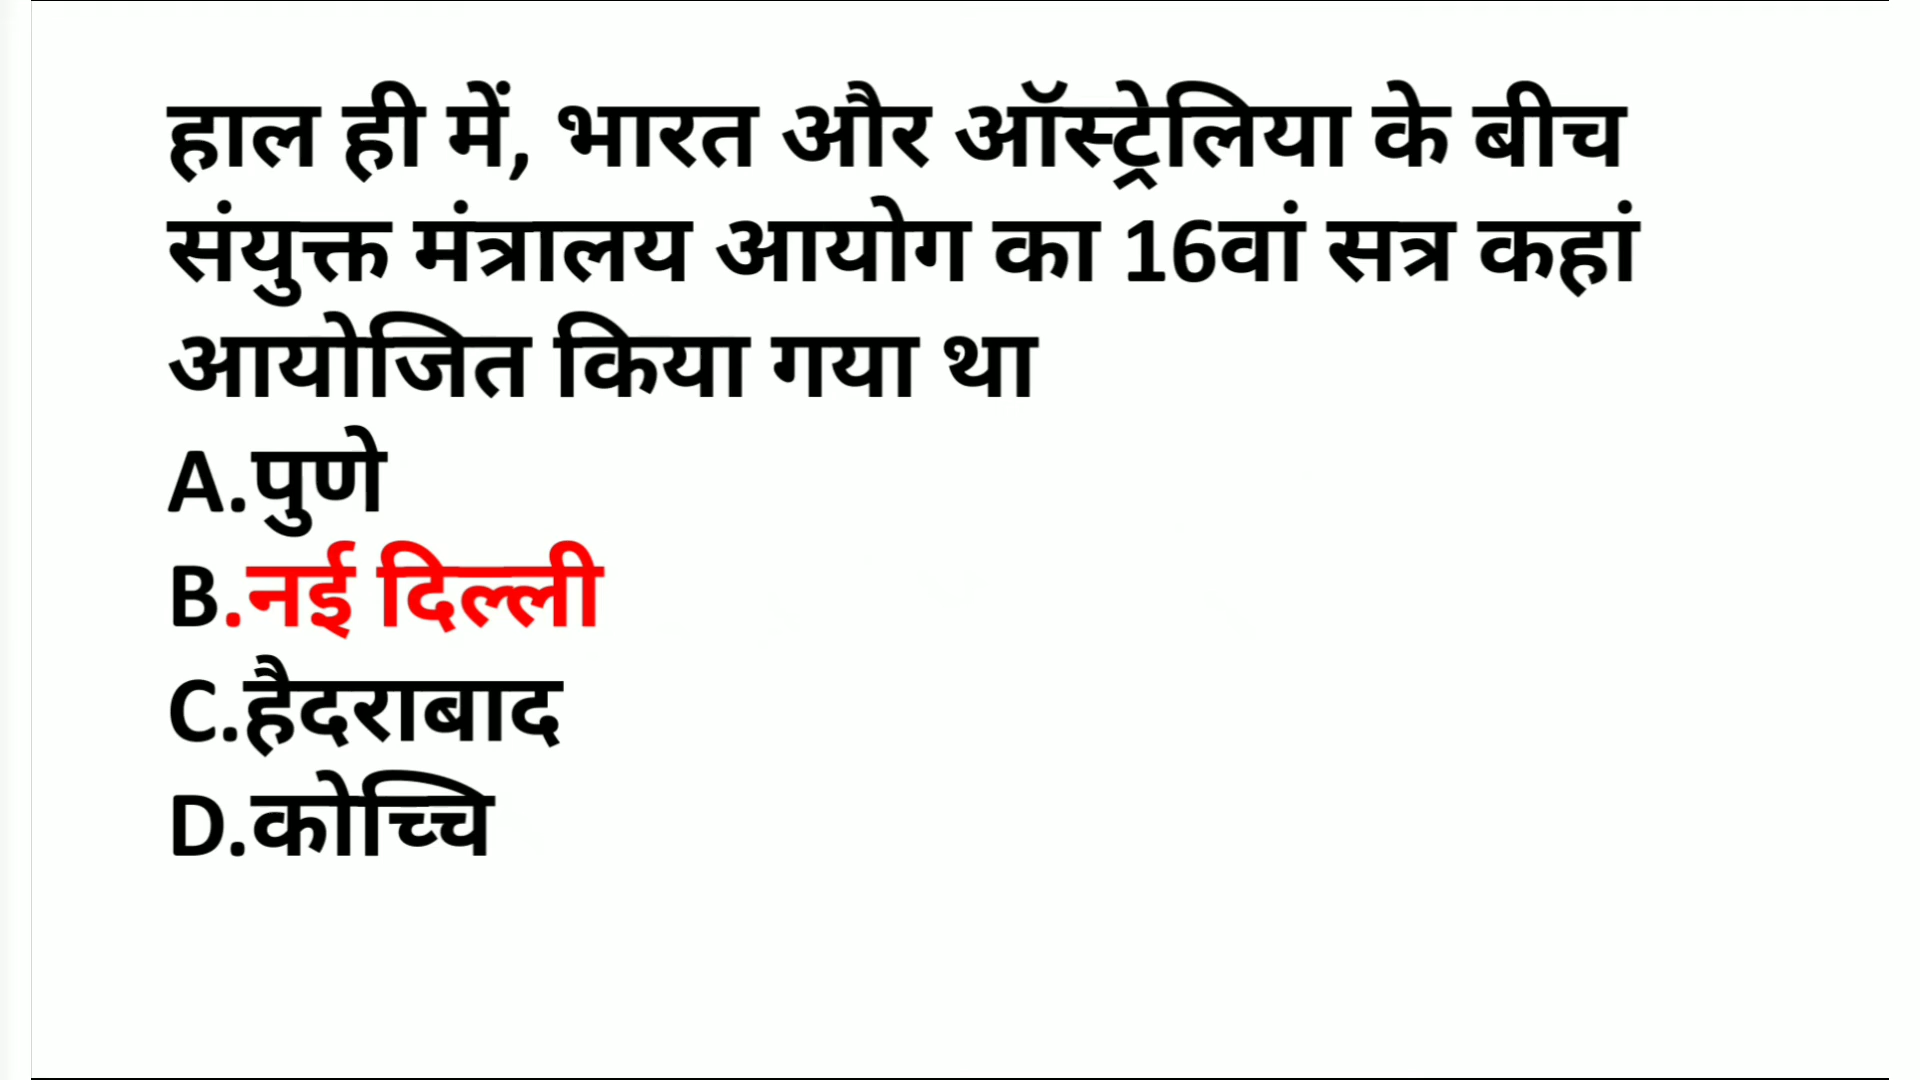 हाल ही में, भारत और ऑस्ट्रेलिया के बीच
संयुक्त मंत्रालय आयोग का 16वां सत्र कहां
आयोजित किया गया था
A.पुणे
B.नई दिल्ली
C.हैदराबाद
D.कोच्चि